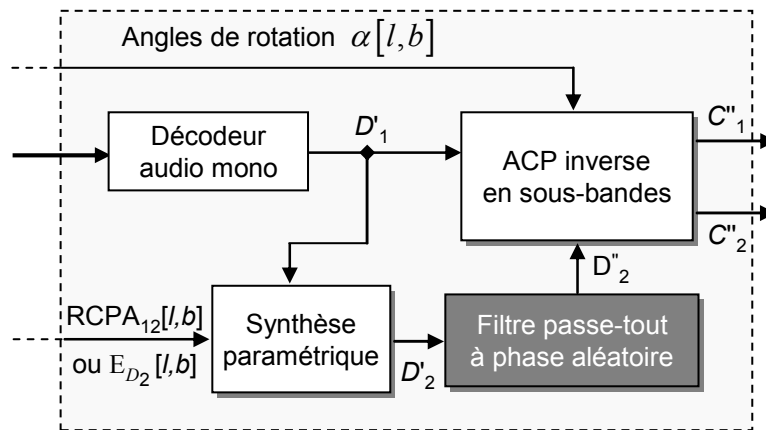 Angles de rotation α[l,b]
Décodeur
audio mono
D'₁
ACP inverse
en sous-bandes
C"₁
C"₂
D"₂
RCPA₁₂[l,b]
ou E_D₂[l,b]
Synthèse
paramétrique
D'₂
Filtre passe-tout
à phase aléatoire